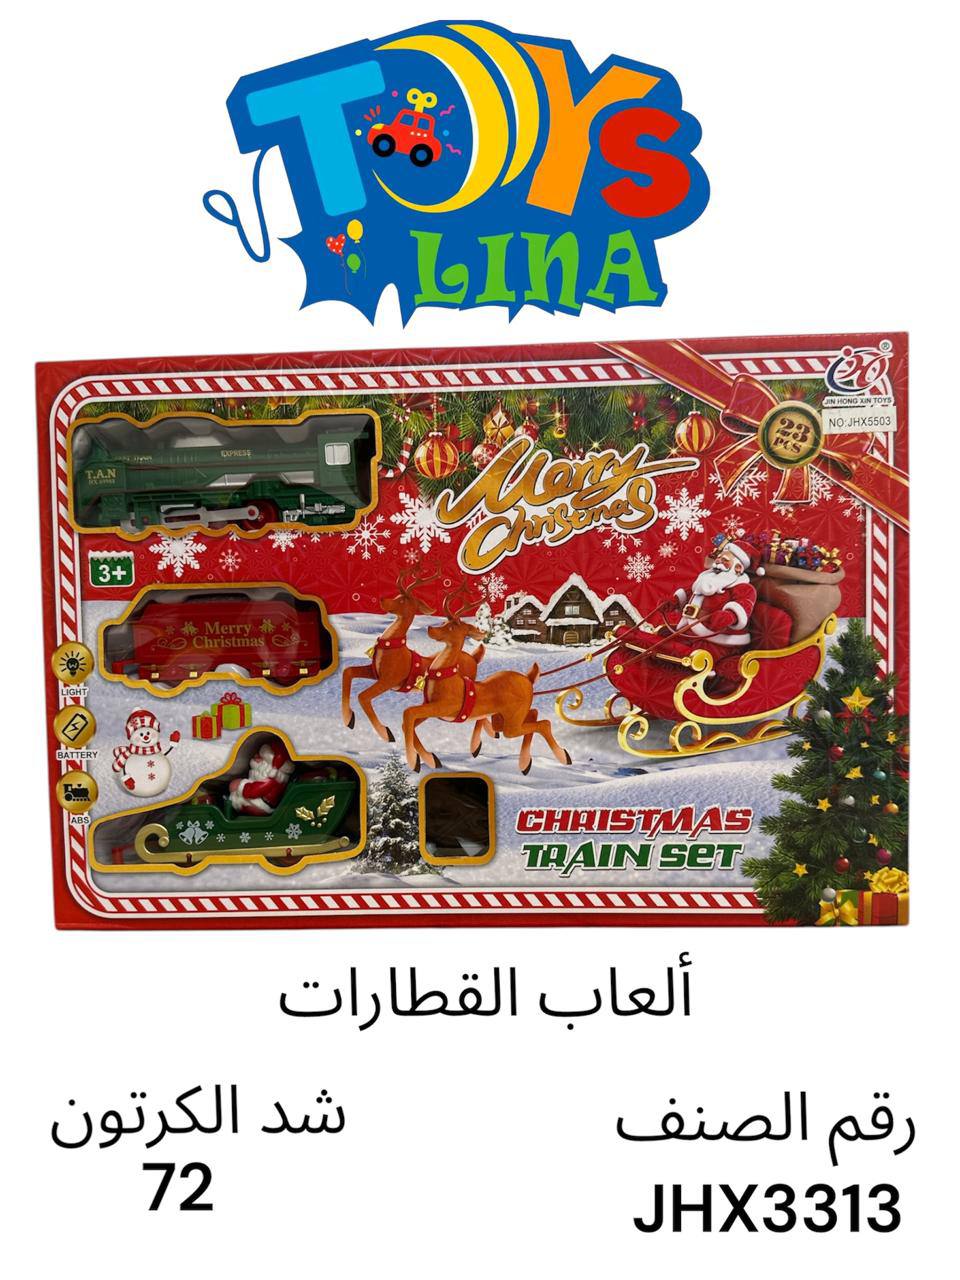 TOYS
LINA
JIN HONG XIN TOYS
NO:JHX5503
23
PCS
EXPRESS
T.A.N
Merry
Christmas
3+
Merry
Christmas
LIGHT
BATTERY
ABS
CHRISTMAS
TRAIN SET
ألعاب القطارات
رقم الصنف
JHX3313
شد الكرتون
72